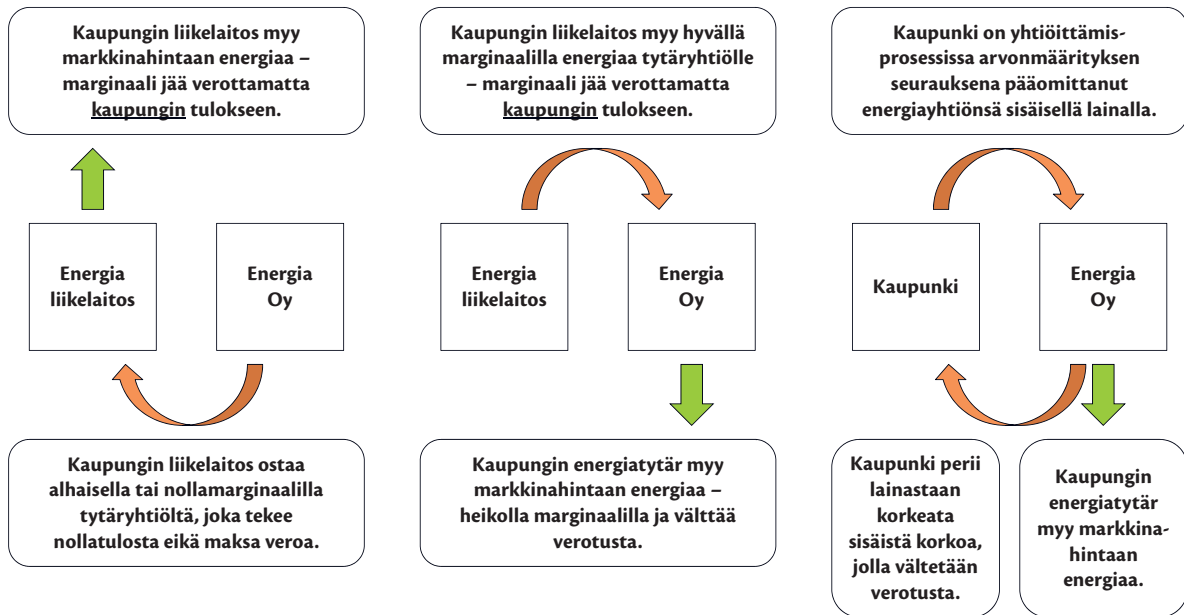 Kaupungin liikelaitos myy
markkinahintaan energiaa –
marginaali jää verottamatta
kaupungin tulokseen.
Energia
liikelaitos
Energia
Oy
Kaupungin liikelaitos ostaa
alhaisella tai nollamarginaalilla
tytäryhtiöltä, joka tekee
nollatulosta eikä maksa veroa.
Kaupungin liikelaitos myy hyvällä
marginaalilla energiaa tytäryhtiölle
– marginaali jää verottamatta
kaupungin tulokseen.
Energia
liikelaitos
Energia
Oy
Kaupungin energiatytär myy
markkinahintaan energiaa –
heikolla marginaalilla ja välttää
verotusta.
Kaupunki on yhtiöittämis-
prosessissa arvonmäärityksen
seurauksena pääomittanut
energiayhtiönsä sisäisellä lainalla.
Kaupunki
Energia
Oy
Kaupunki perii
lainastaan
korkeata
sisäistä korkoa,
jolla vältetään
verotusta.
Kaupungin
energiatytär
myy markkina-
hintaan
energiaa.